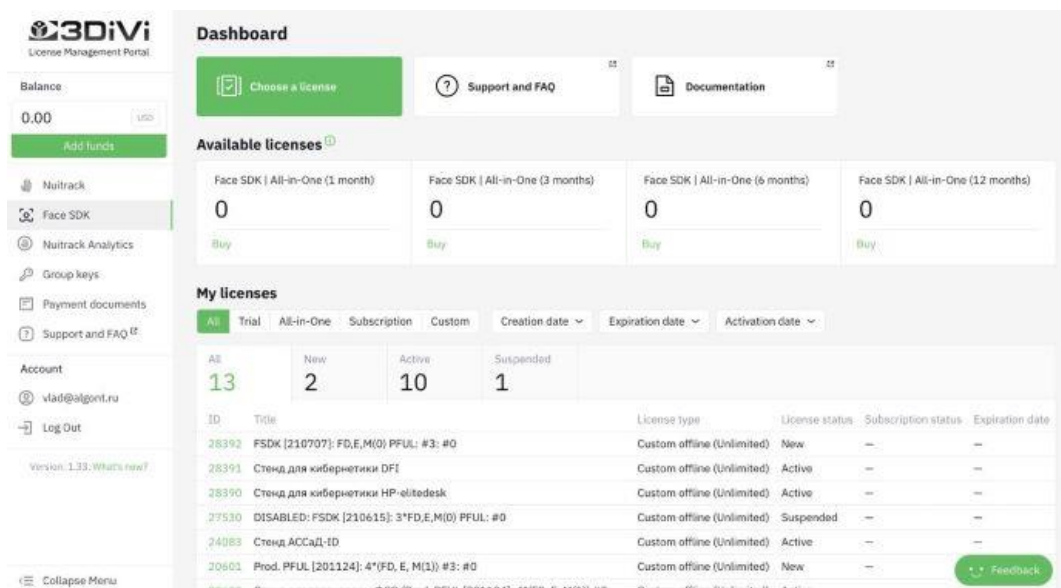 3DiVi
License Management Portal
Balance
0.00 USD
Add funds
Nuitrack
Face SDK
Nuitrack Analytics
Group keys
Payment documents
Support and FAQ
Account
vlad@algont.ru
Log Out
Version: 1.33. What's new?
Collapse Menu
Dashboard
Choose a license
Support and FAQ
Documentation
Available licenses
Face SDK | All-in-One (1 month)
0
Buy
Face SDK | All-in-One (3 months)
0
Buy
Face SDK | All-in-One (6 months)
0
Buy
Face SDK | All-in-One (12 months)
0
Buy
My licenses
All Trial All-in-One Subscription Custom Creation date Expiration date Activation date
All New Active Suspended
13 2 10 1
ID Title License type License status Subscription status Expiration date
28392 FSDK [210707]: FD,E,M(0) PFUL: #3: #0 Custom offline (Unlimited) New — —
28391 Стенд для кибернетики DFI Custom offline (Unlimited) Active — —
28390 Стенд для кибернетики HP-elitedesk Custom offline (Unlimited) Active — —
27530 DISABLED: FSDK [210615]: 3*FD,E,M(0) PFUL: #0 Custom offline (Unlimited) Suspended — —
24083 Стенд АССаД-ID Custom offline (Unlimited) Active — —
20601 Prod. PFUL [201124]: 4*(FD, E, M(1)) #3: #0 Custom offline (Unlimited) New —
Feedback